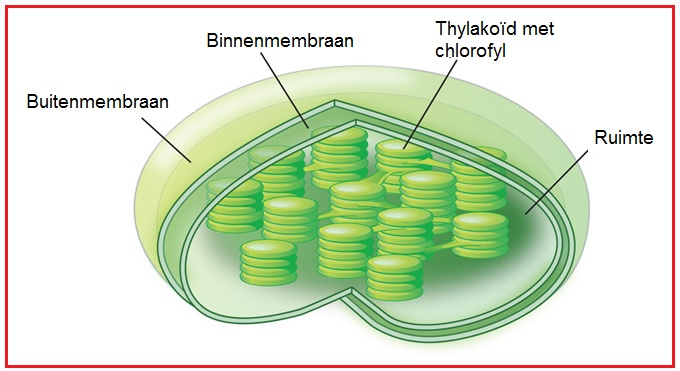 Thylakoïd met
chlorofyl
Binnenmembraan
Buitenmembraan
Ruimte